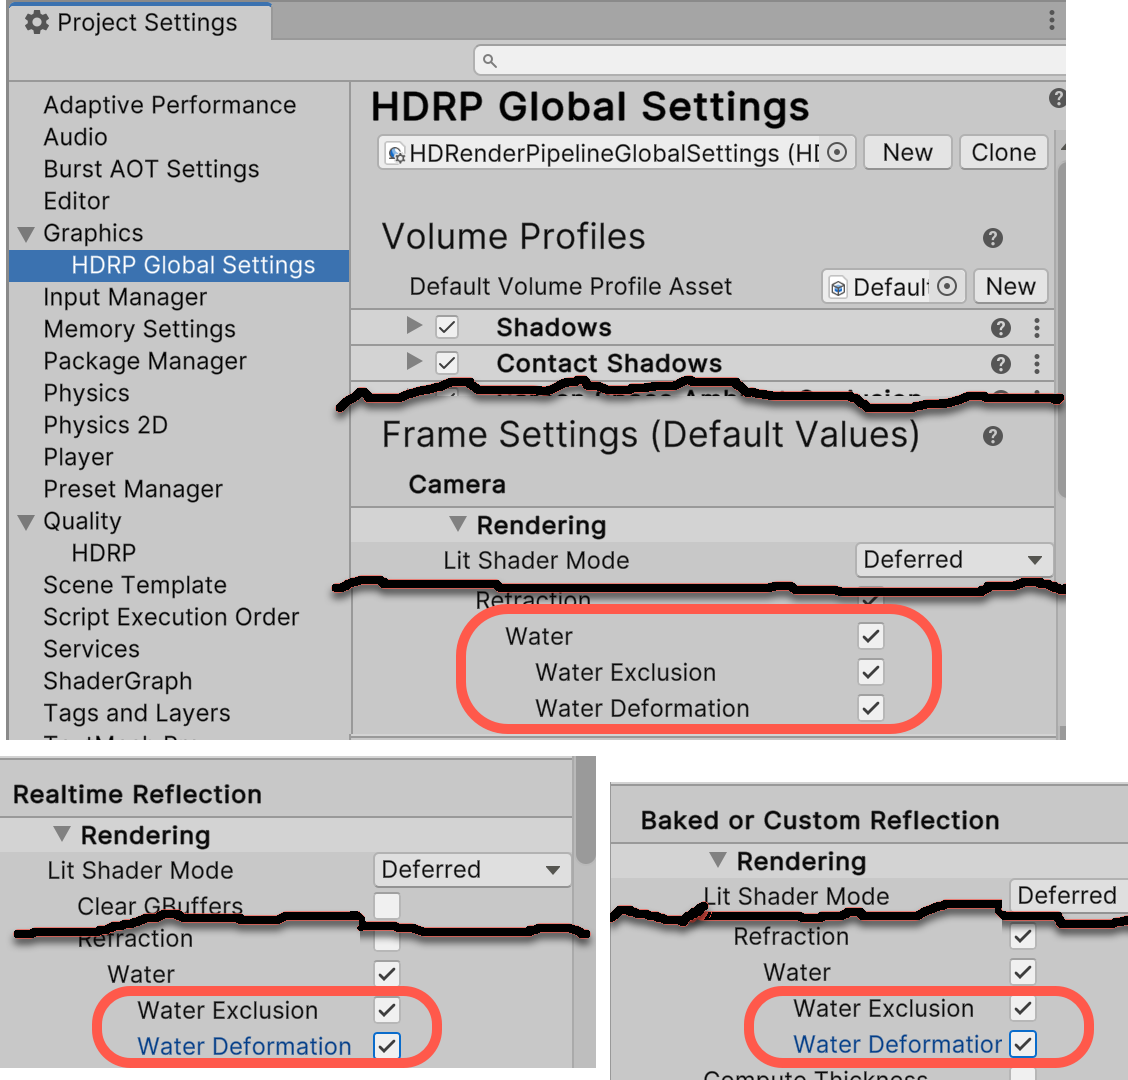 Project Settings
Adaptive Performance
Audio
Burst AOT Settings
Editor
Graphics
HDRP Global Settings
Input Manager
Memory Settings
Package Manager
Physics
Physics 2D
Player
Preset Manager
Quality
HDRP
Scene Template
Script Execution Order
Services
ShaderGraph
Tags and Layers
HDRP Global Settings
HDRenderPipelineGlobalSettings (HD New Clone
Volume Profiles
Default Volume Profile Asset Default New
Shadows
Contact Shadows
Frame Settings (Default Values)
Camera
Rendering
Lit Shader Mode Deferred
Refraction
Water
Water Exclusion
Water Deformation
Realtime Reflection
Rendering
Lit Shader Mode Deferred
Clear GBuffers
Refraction
Water
Water Exclusion
Water Deformation
Baked or Custom Reflection
Rendering
Lit Shader Mode Deferred
Refraction
Water
Water Exclusion
Water Deformation
Compute Thickness